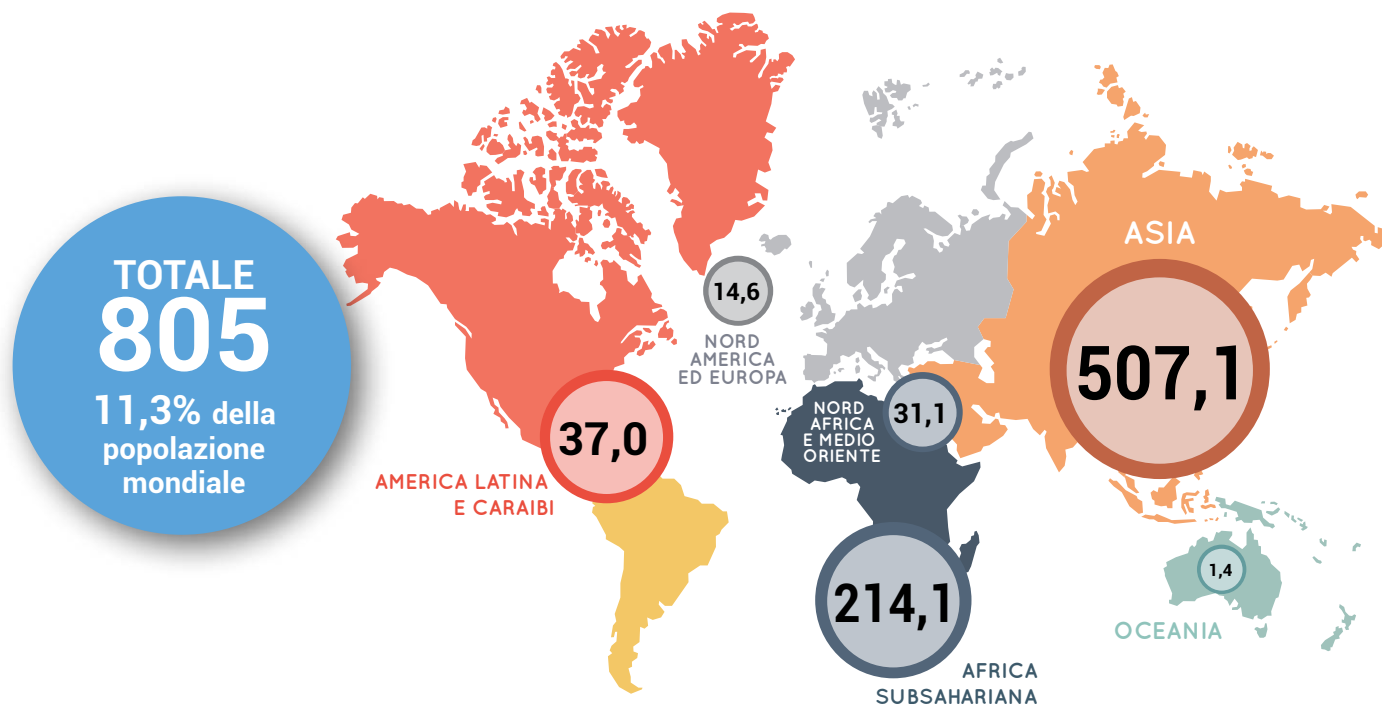 TOTALE
805
11,3% della
popolazione
mondiale
14,6
NORD
AMERICA
ED EUROPA
37,0
AMERICA LATINA
E CARAIBI
NORD
AFRICA
E MEDIO
ORIENTE
31,1
ASIA
507,1
214,1
AFRICA
SUBSAHARIANA
1,4
OCEANIA